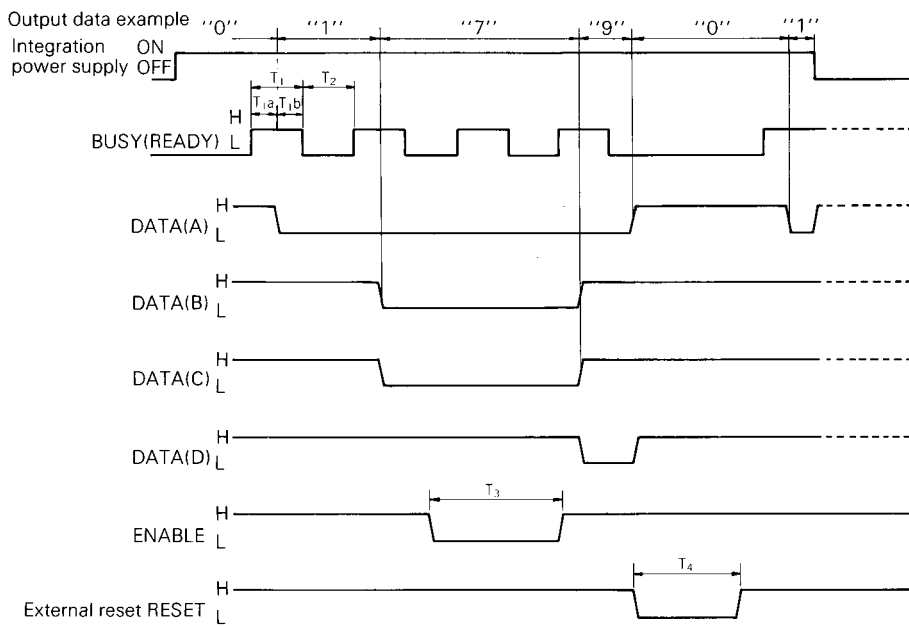 Output data example "0" "1" "7" "9" "0" "1"
Integration power supply ON OFF
T₁ T₂
T₁a T₁b
BUSY(READY) H L
DATA(A) H L
DATA(B) H L
DATA(C) H L
DATA(D) H L
T₃
ENABLE H L
T₄
External reset RESET H L